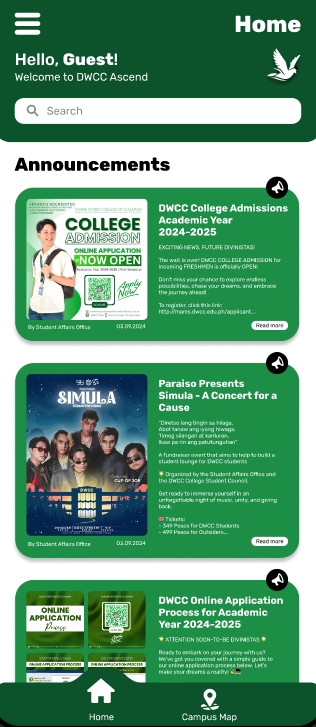 Home
Hello, Guest!
Welcome to DWCC Ascend
Search
Announcements
COLLEGE
ADMISSION
ONLINE APPLICATION
NOW OPEN
Apply
Now
By Student Affairs Office
03.09.2024
DWCC College Admissions
Academic Year
2024-2025
EXCITING NEWS, FUTURE DIVINISTAS!
The wait is over! DWCC COLLEGE ADMISSION for
incoming FRESHMEN is officially OPEN!
Don't miss your chance to explore endless
possibilities, chase your dreams, and embrace
the journey ahead!
To register, click this link:
http://mams.dwcc.edu.ph/applicant...
Read more
SIMULA
CUP OF JOE
DWCC
By Student Affairs Office
03.09.2024
Paraiso Presents
Simula - A Concert for a
Cause
"Diretso lang tingin sa hilaga,
Abot tanaw ang iyong hiwaga,
Timog silangan at kanluran,
Ikaw pa rin ang patutunguhan"
A fundraiser event that aims to help to build a
student lounge for DWCC students
Organized by the Student Affairs Office and
the DWCC College Student Council.
Get ready to immerse yourself in an
unforgettable night of music, unity, and giving
back.
Tickets:
- 349 Pesos for DWCC Students
- 499 Pesos for Outsiders...
Read more
ONLINE
APPLICATION
Process
ONLINE APPLICATION PROCESS
DWCC Online Application
Process for Academic
Year 2024-2025
ATTENTION SOON-TO-BE DIVINISTAS
Ready to embark on your journey with us?
We've got you covered with a simple guide to
our online application process below. Let's
make your dreams a reality!
Home
Campus Map